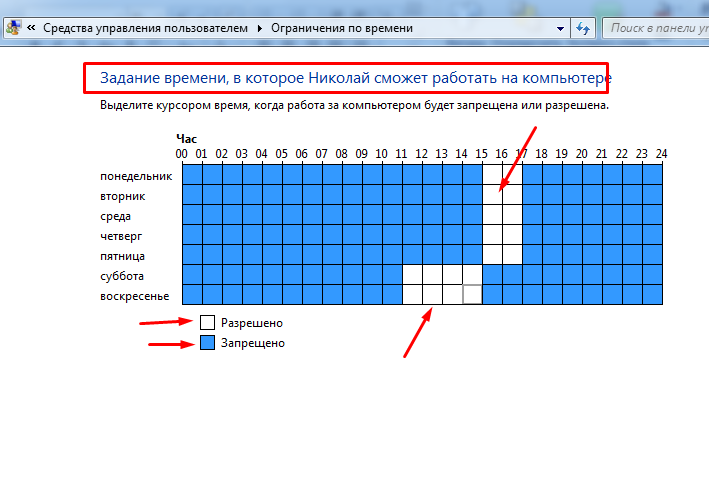 « Средства управления пользователем Ограничения по времени Поиск в панели
Задание времени, в которое Николай сможет работать на компьютере
Выделите курсором время, когда работа за компьютером будет запрещена или разрешена.
Час
00 01 02 03 04 05 06 07 08 09 10 11 12 13 14 15 16 17 18 19 20 21 22 23 24
понедельник
вторник
среда
четверг
пятница
суббота
воскресенье
Разрешено
Запрещено